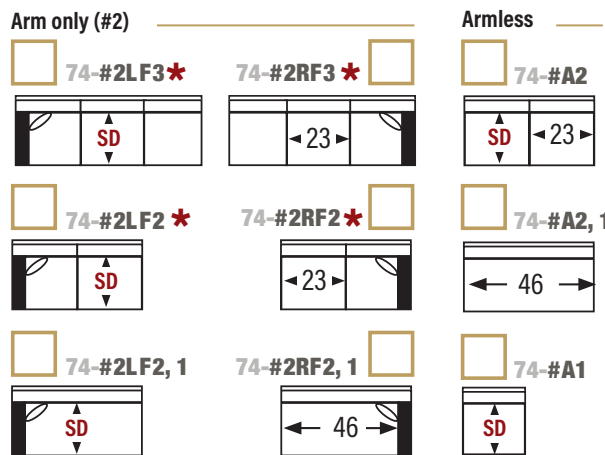 Arm only (#2)
Armless
74-#2LF3*
74-#2RF3*
74-#A2
SD
23
SD
23
74-#2LF2 *
74-#2RF2*
74-#A2, 1
SD
23
46
74-#2LF2, 1
74-#2RF2, 1
74-#A1
SD
46
SD